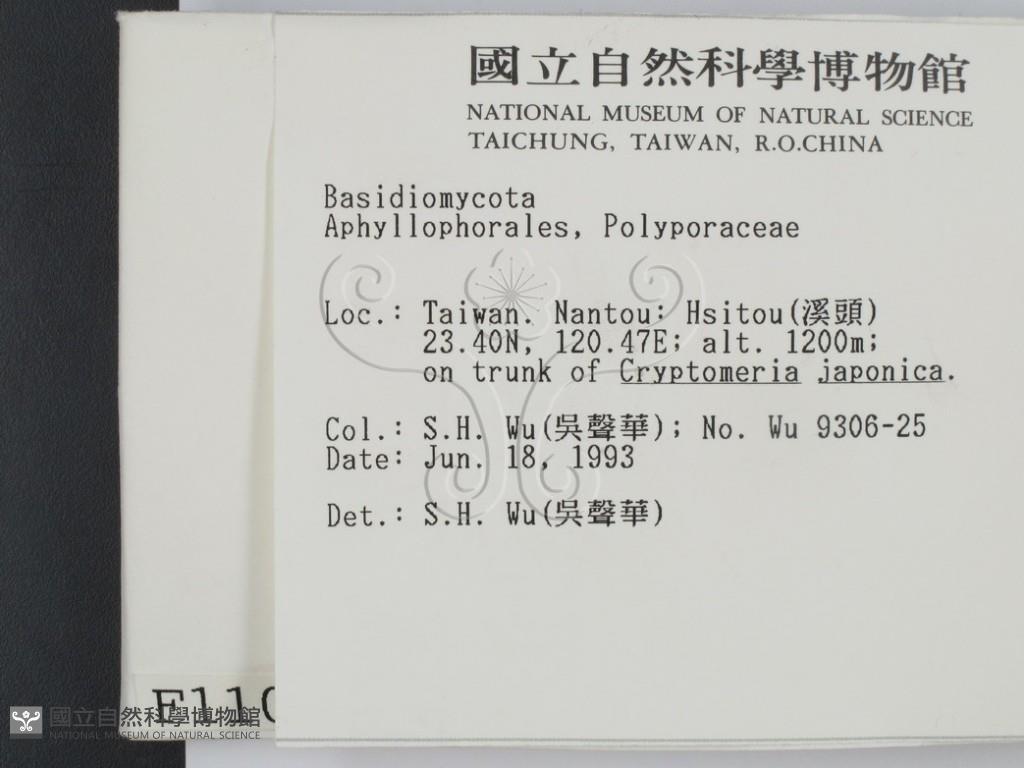 國立自然科學博物館
NATIONAL MUSEUM OF NATURAL SCIENCE
TAICHUNG, TAIWAN, R.O.CHINA
Basidiomycota
Aphyllophorales, Polyporaceae
Loc.: Taiwan. Nantou: Hsitou(溪頭)
23.40N, 120.47E; alt. 1200m;
on trunk of Cryptomeria japonica.
Col.: S.H. Wu(吳聲華); No. Wu 9306-25
Date: Jun. 18, 1993
Det.: S.H. Wu(吳聲華)
F110
國立自然科學博物館
NATIONAL MUSEUM OF NATURAL SCIENCE